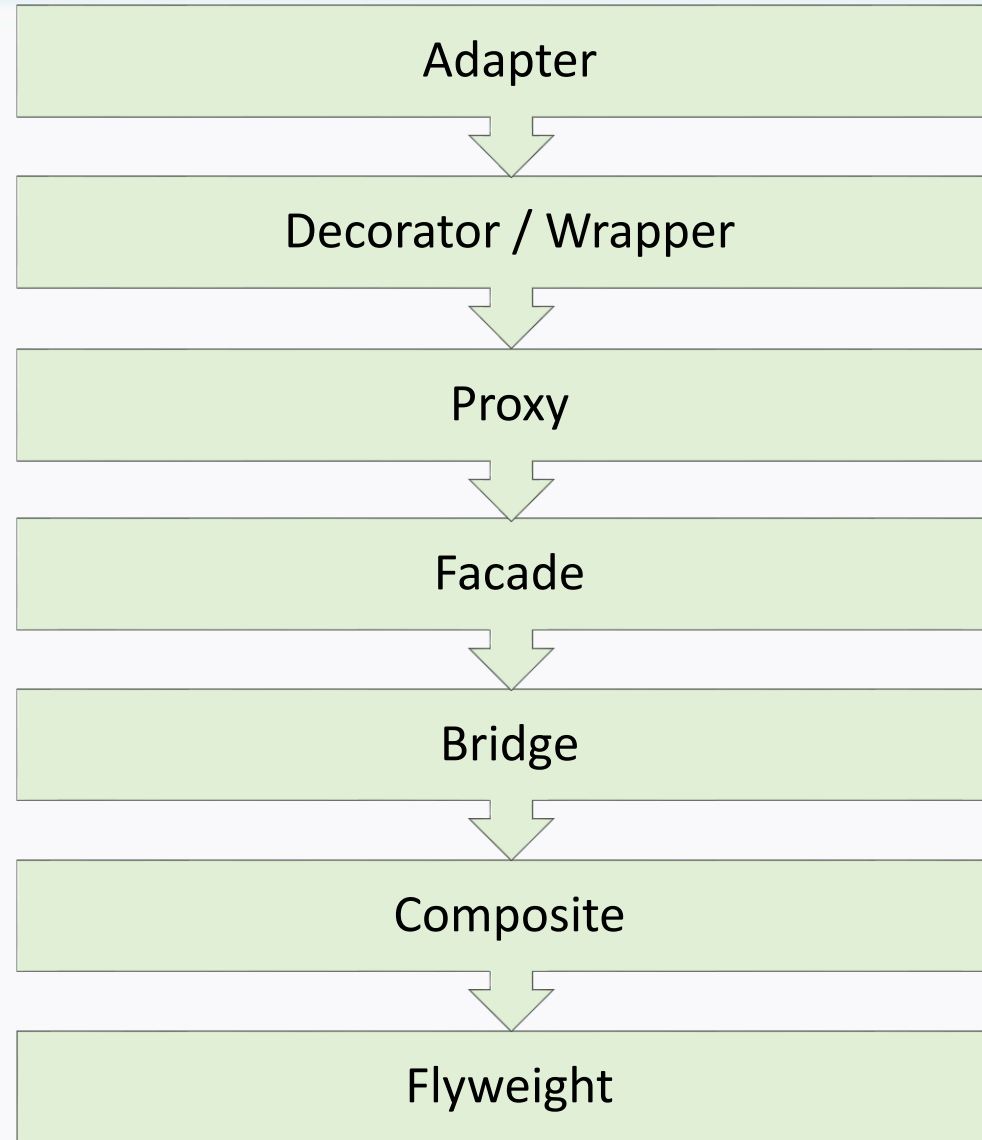 Adapter
Decorator / Wrapper
Proxy
Facade
Bridge
Composite
Flyweight